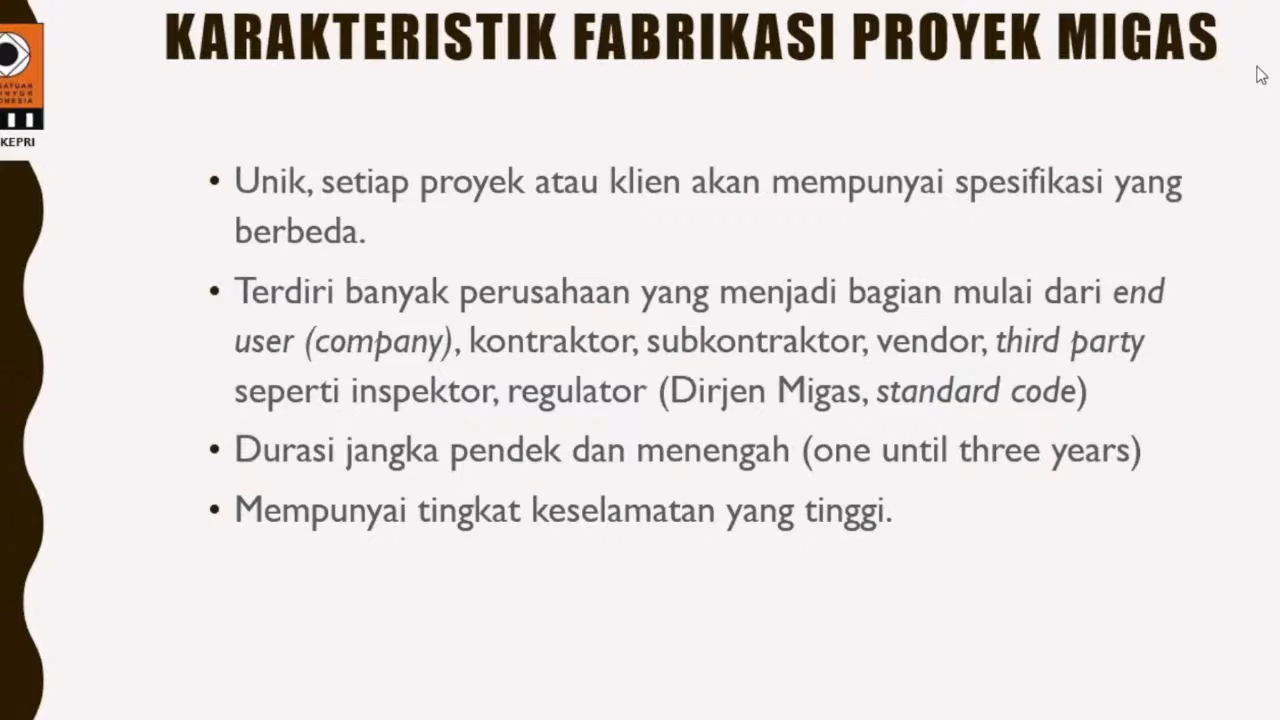 KARAKTERISTIK FABRIKASI PROYEK MIGAS
KEPRI
• Unik, setiap proyek atau klien akan mempunyai spesifikasi yang
berbeda.
• Terdiri banyak perusahaan yang menjadi bagian mulai dari end
user (company), kontraktor, subkontraktor, vendor, third party
seperti inspektor, regulator (Dirjen Migas, standard code)
• Durasi jangka pendek dan menengah (one until three years)
• Mempunyai tingkat keselamatan yang tinggi.